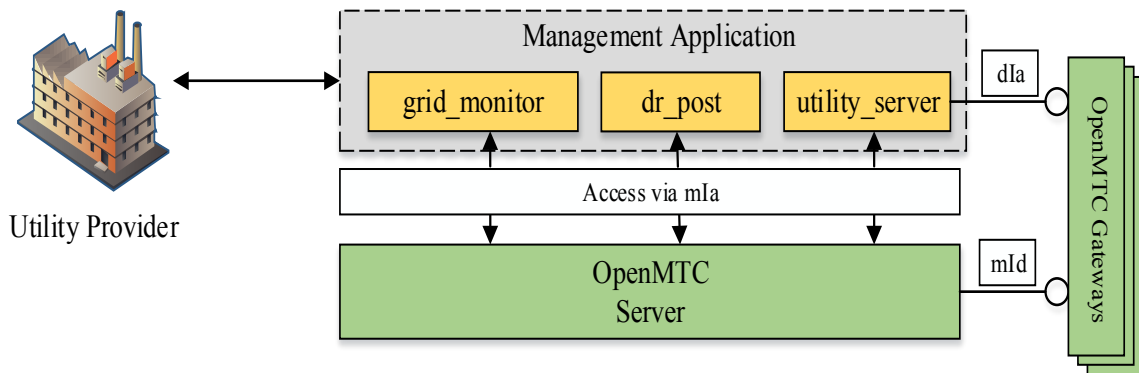 Management Application
grid_monitor
dr_post
utility_server
dIa
Access via mIa
Utility Provider
OpenMTC
Server
mId
OpenMTC Gateways